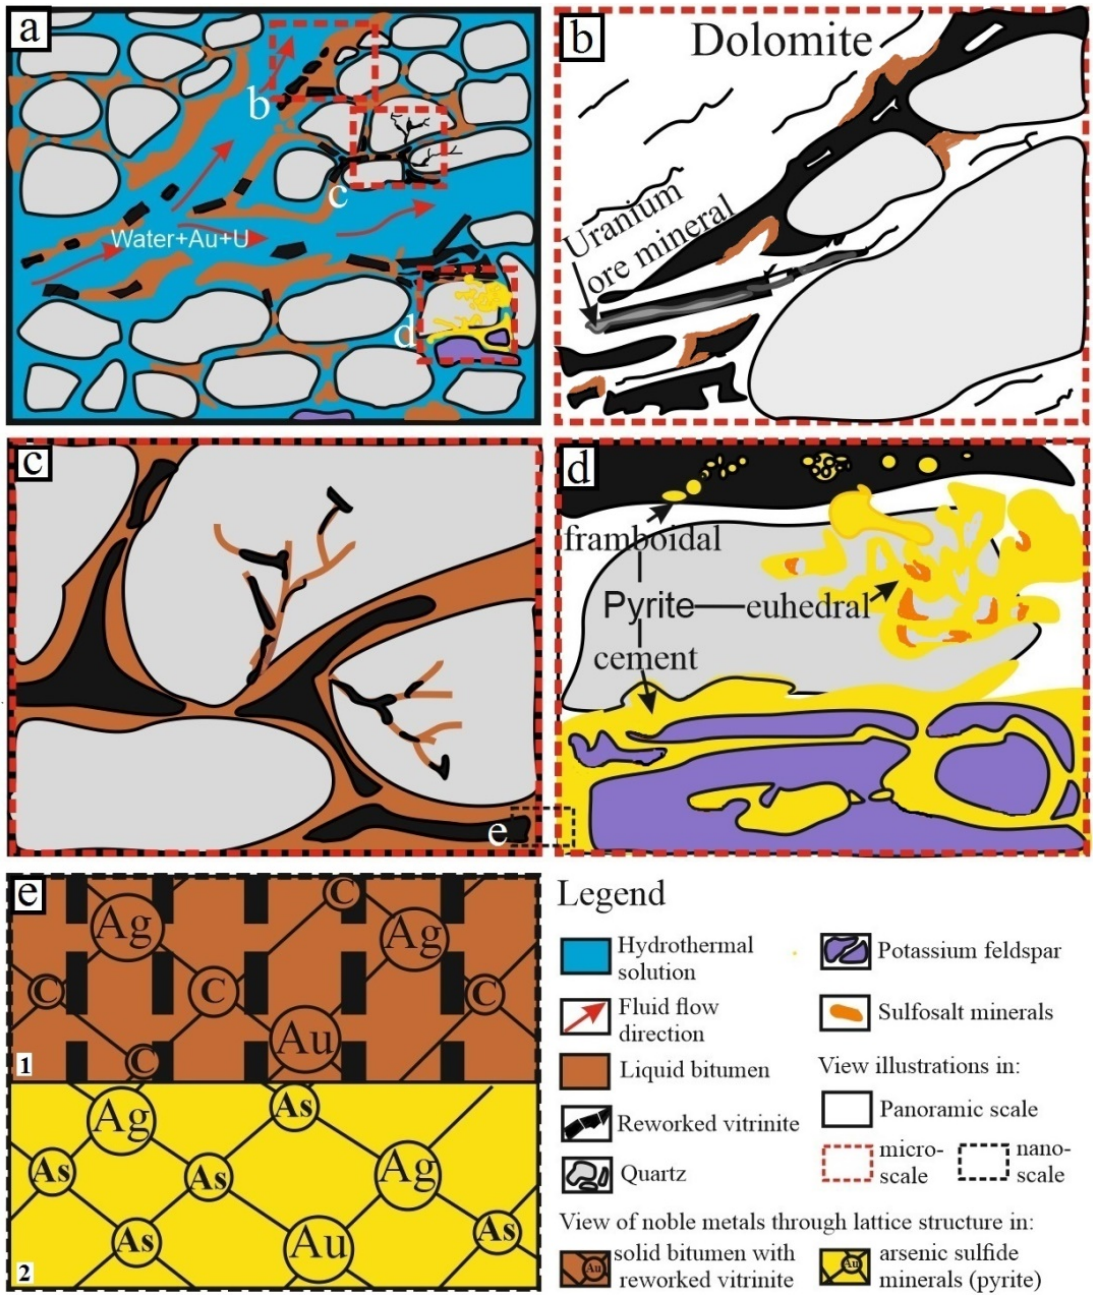 a
b
Water+Au+U
c
d
b
Dolomite
Uranium
ore mineral
c
e
d
framboidal
Pyrite
euhedral
cement
e
Ag
C
Ag
C
C
C
Au
C
1
Ag
As
As
As
Ag
As
Au
As
2
Legend
Hydrothermal
solution
Fluid flow
direction
Liquid bitumen
Reworked vitrinite
Quartz
Potassium feldspar
Sulfosalt minerals
View illustrations in:
Panoramic scale
micro-
scale
nano-
scale
View of noble metals through lattice structure in:
Au
solid bitumen with
reworked vitrinite
Au
arsenic sulfide
minerals (pyrite)